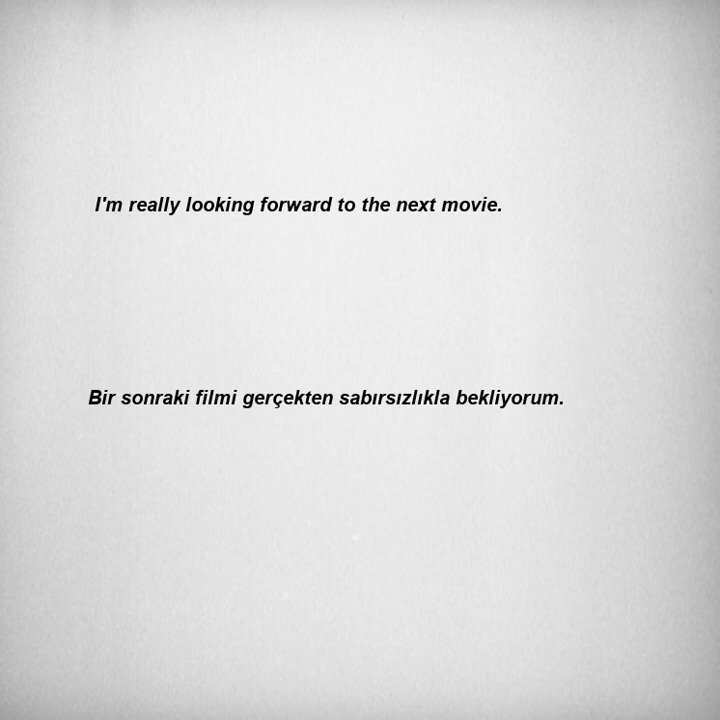 I'm really looking forward to the next movie.
Bir sonraki filmi gerçekten sabırsızlıkla bekliyorum.